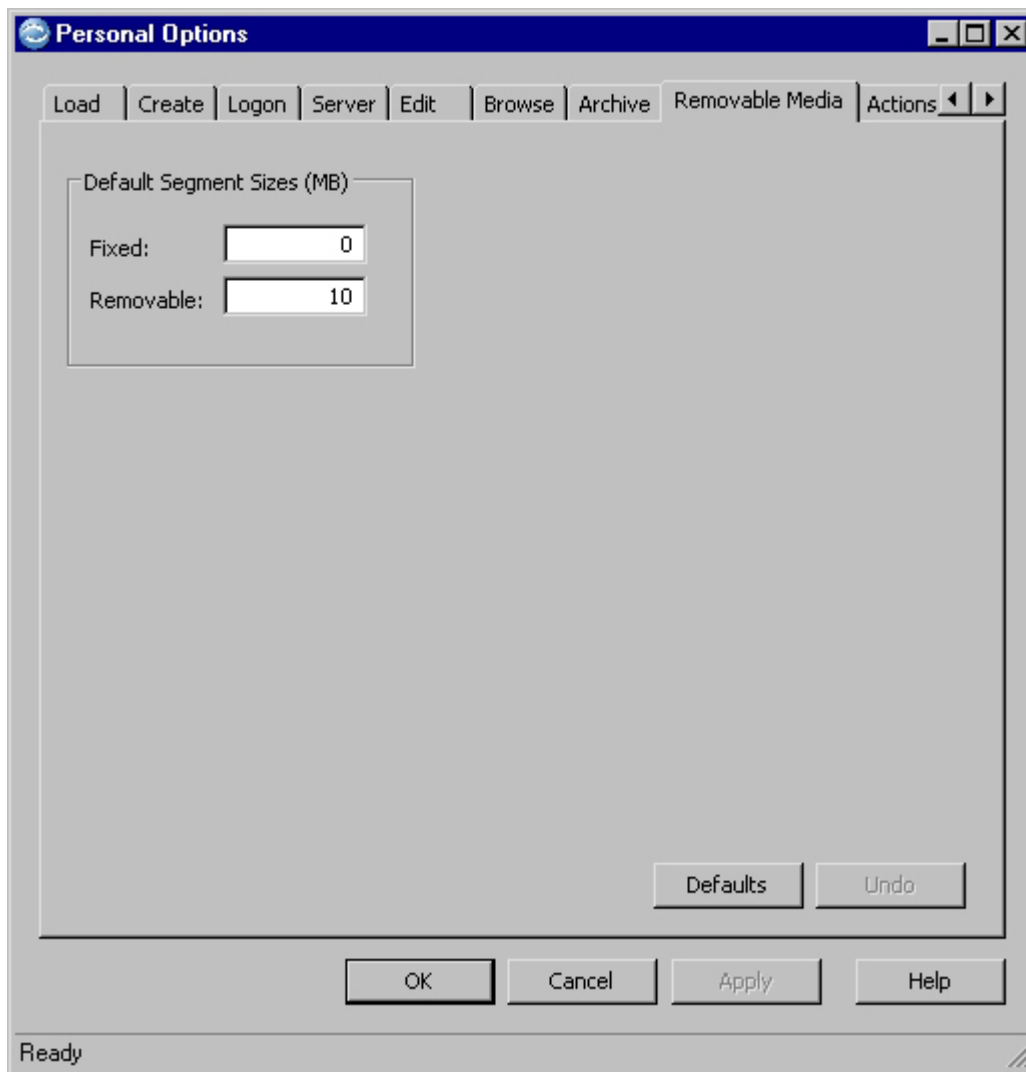 Personal Options
Load Create Logon Server Edit Browse Archive Removable Media Actions
Default Segment Sizes (MB)
Fixed: 0
Removable: 10
Defaults Undo
OK Cancel Apply Help
Ready